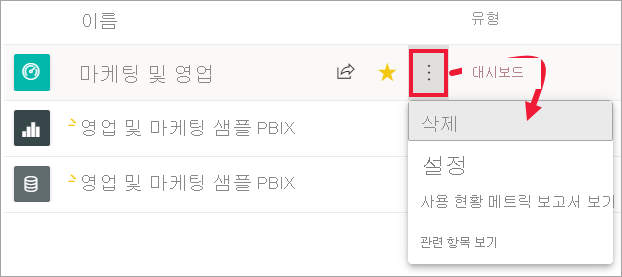 이름 유형
마케팅 및 영업 대시보드
영업 및 마케팅 샘플 PBIX
영업 및 마케팅 샘플 PBIX
삭제
설정
사용 현황 메트릭 보고서 보기
관련 항목 보기